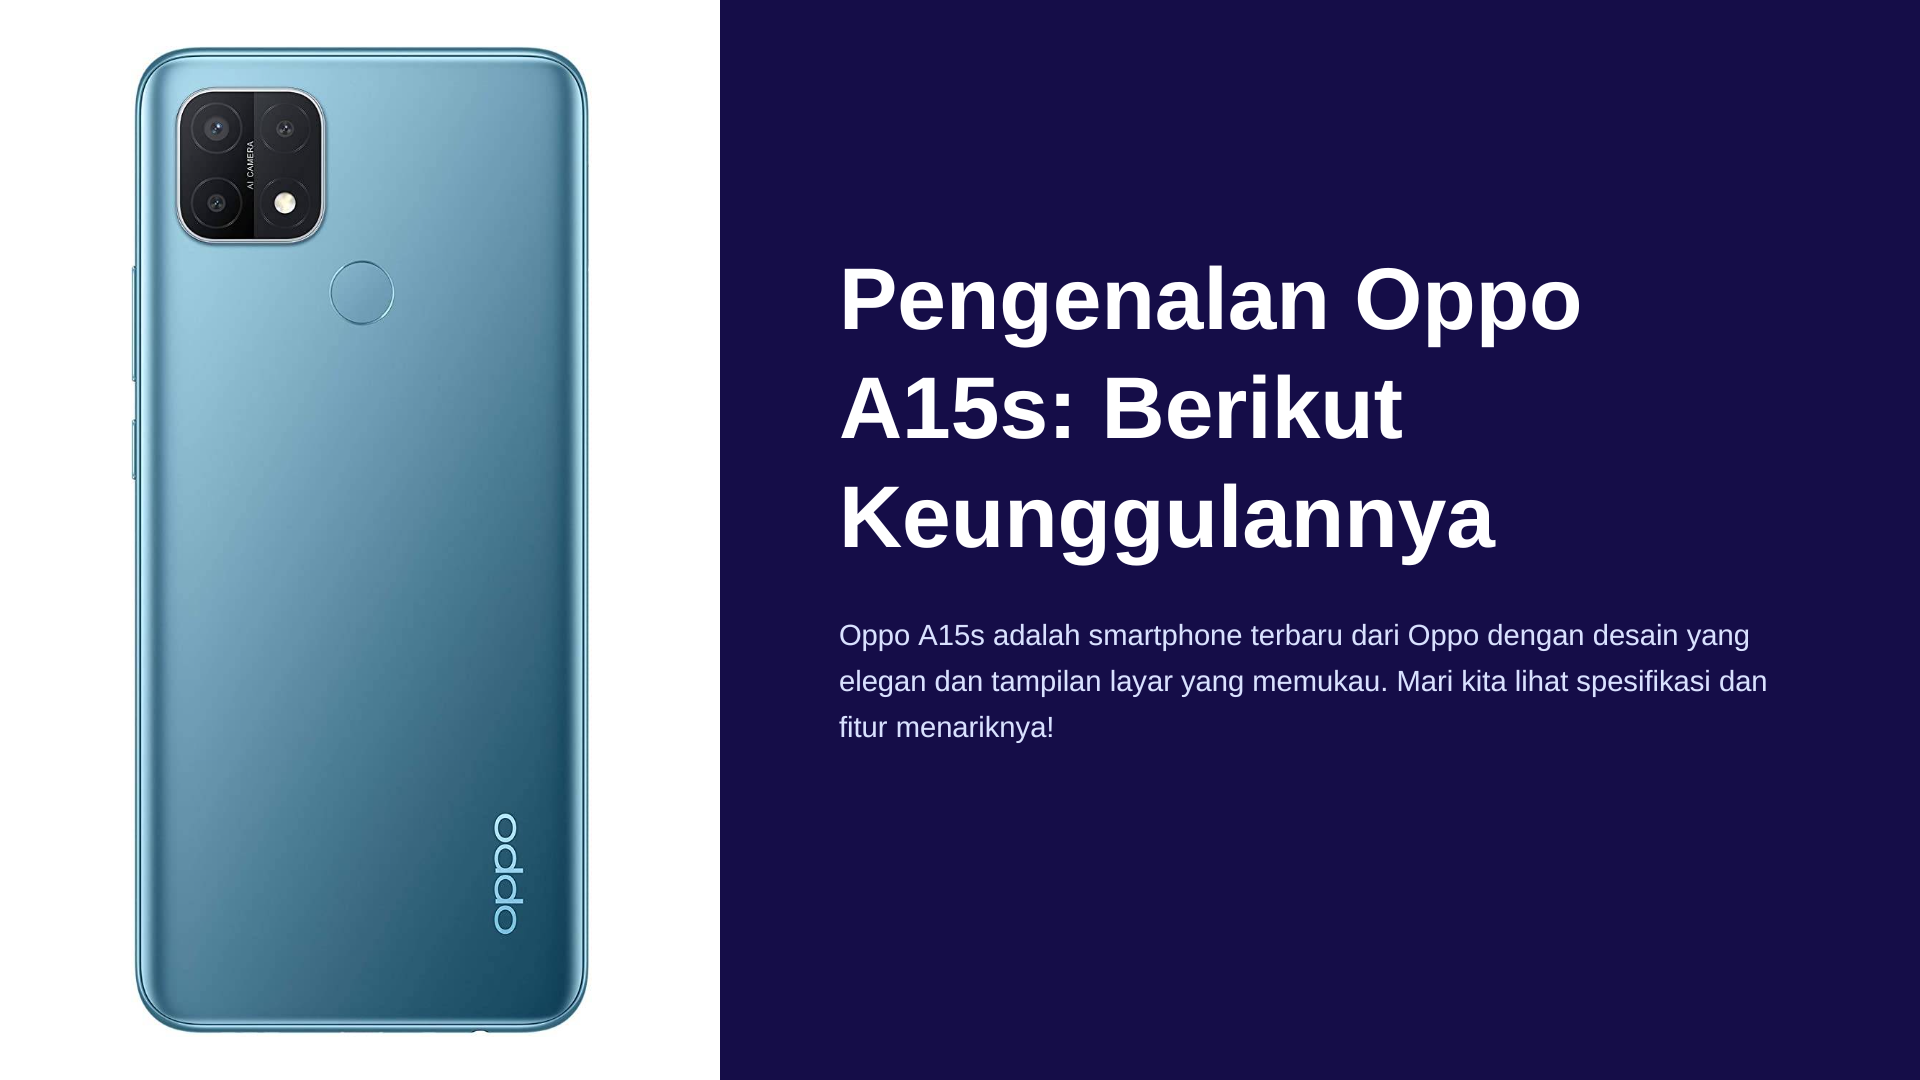 AI CAMERA
oppo
Pengenalan Oppo
A15s: Berikut
Keunggulannya
Oppo A15s adalah smartphone terbaru dari Oppo dengan desain yang
elegan dan tampilan layar yang memukau. Mari kita lihat spesifikasi dan
fitur menariknya!